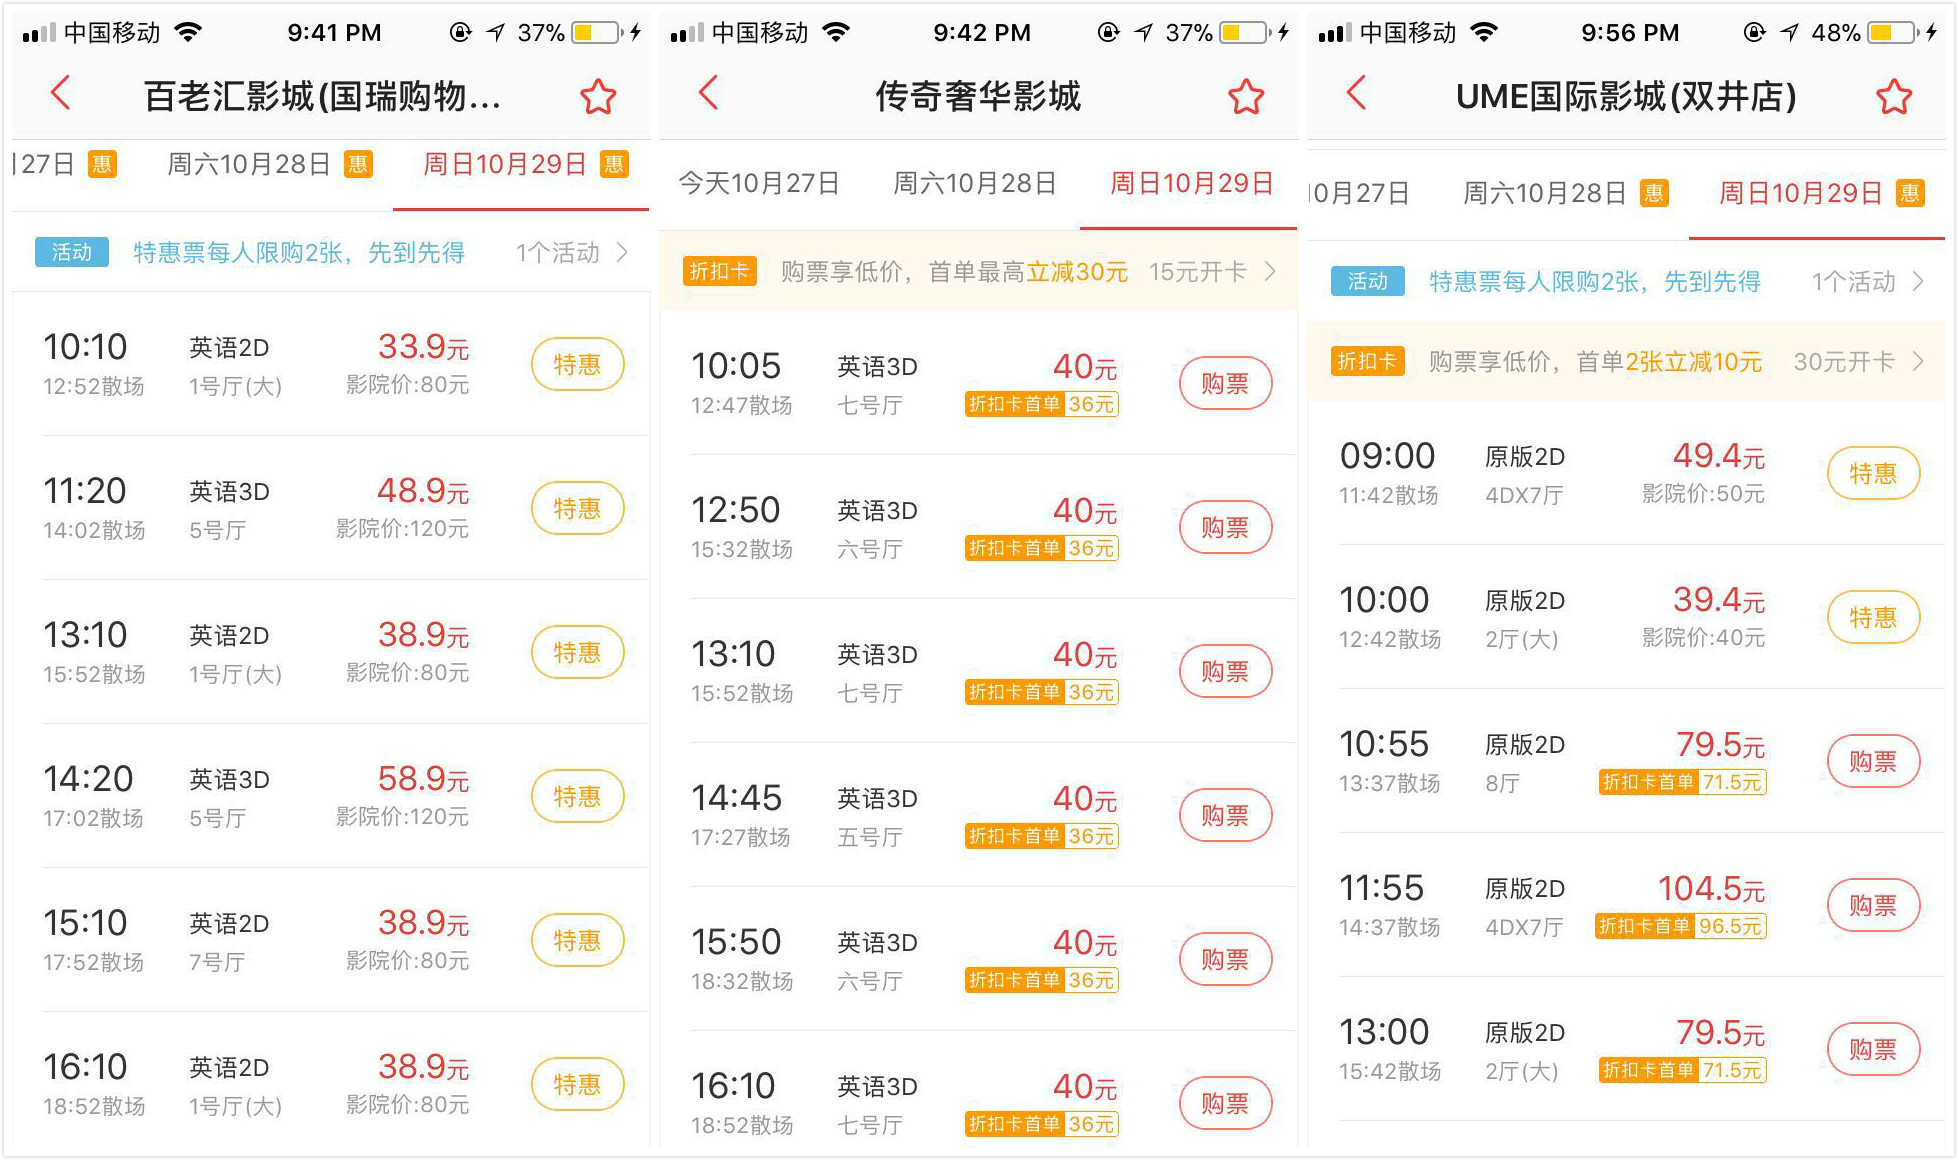 中国移动 9:41 PM 37%
百老汇影城(国瑞购物...
27日 惠 周六10月28日 惠 周日10月29日 惠
活动 特惠票每人限购2张，先到先得 1个活动
10:10 英语2D 33.9元 特惠
12:52散场 1号厅(大) 影院价:80元
11:20 英语3D 48.9元 特惠
14:02散场 5号厅 影院价:120元
13:10 英语2D 38.9元 特惠
15:52散场 1号厅(大) 影院价:80元
14:20 英语3D 58.9元 特惠
17:02散场 5号厅 影院价:120元
15:10 英语2D 38.9元 特惠
17:52散场 7号厅 影院价:80元
16:10 英语2D 38.9元 特惠
18:52散场 1号厅(大) 影院价:80元
中国移动 9:42 PM 37%
传奇奢华影城
今天10月27日 周六10月28日 周日10月29日
折扣卡 购票享低价，首单最高立减30元 15元开卡
10:05 英语3D 40元 购票
12:47散场 七号厅 折扣卡首单 36元
12:50 英语3D 40元 购票
15:32散场 六号厅 折扣卡首单 36元
13:10 英语3D 40元 购票
15:52散场 七号厅 折扣卡首单 36元
14:45 英语3D 40元 购票
17:27散场 五号厅 折扣卡首单 36元
15:50 英语3D 40元 购票
18:32散场 六号厅 折扣卡首单 36元
16:10 英语3D 40元 购票
18:52散场 七号厅 折扣卡首单 36元
中国移动 9:56 PM 48%
UME国际影城(双井店)
10月27日 周六10月28日 惠 周日10月29日 惠
活动 特惠票每人限购2张，先到先得 1个活动
折扣卡 购票享低价，首单2张立减10元 30元开卡
09:00 原版2D 49.4元 特惠
11:42散场 4DX7厅 影院价:50元
10:00 原版2D 39.4元 特惠
12:42散场 2厅(大) 影院价:40元
10:55 原版2D 79.5元 购票
13:37散场 8厅 折扣卡首单 71.5元
11:55 原版2D 104.5元 购票
14:37散场 4DX7厅 折扣卡首单 96.5元
13:00 原版2D 79.5元 购票
15:42散场 2厅(大) 折扣卡首单 71.5元